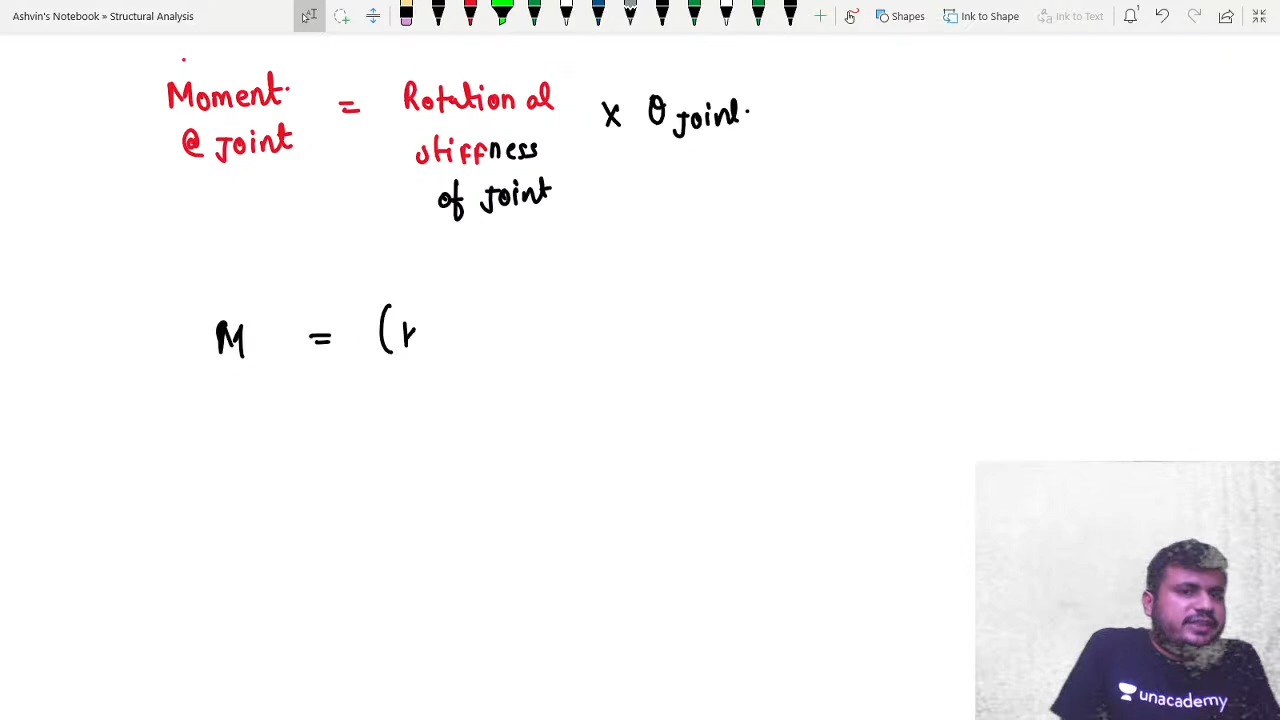 Ashvin's Notebook » Structural Analysis
Shapes
Ink to Shape
Ink to Text
Moment = Rotational × θ joint.
@ joint stiffness
of joint
M = (k
unacademy